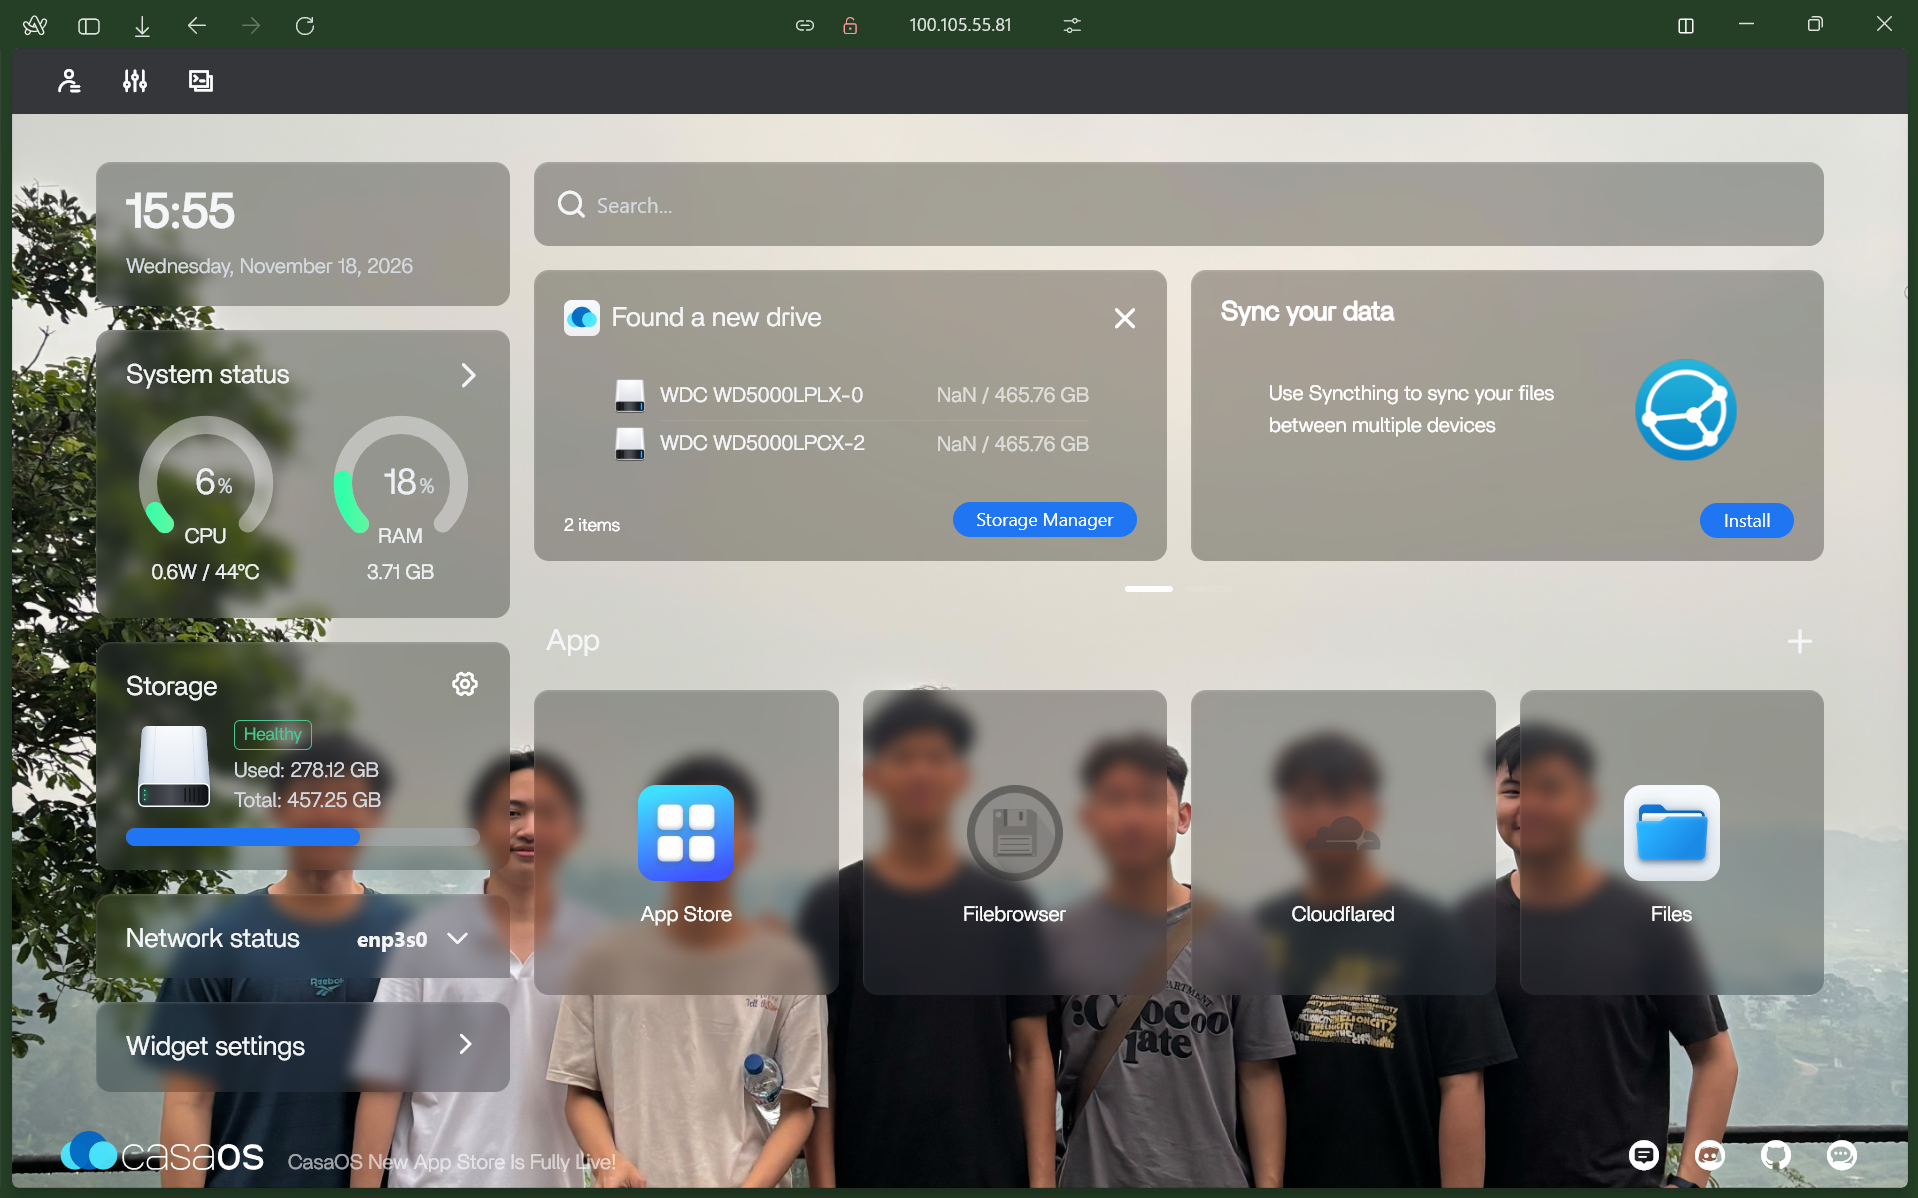 100.105.55.81
15:55
Wednesday, November 18, 2026
Search...
System status
6%
CPU
0.6W / 44°C
18%
RAM
3.71 GB
Found a new drive
WDC WD5000LPLX-0 NaN / 465.76 GB
WDC WD5000LPCX-2 NaN / 465.76 GB
2 items
Storage Manager
Sync your data
Use Syncthing to sync your files
between multiple devices
Install
Storage
Healthy
Used: 278.12 GB
Total: 457.25 GB
App
App Store
Filebrowser
Cloudflared
Files
Network status enp3s0
Widget settings
Reebok
CHOCOO
late
THELIONCITY
casaos
CasaOS New App Store Is Fully Live!